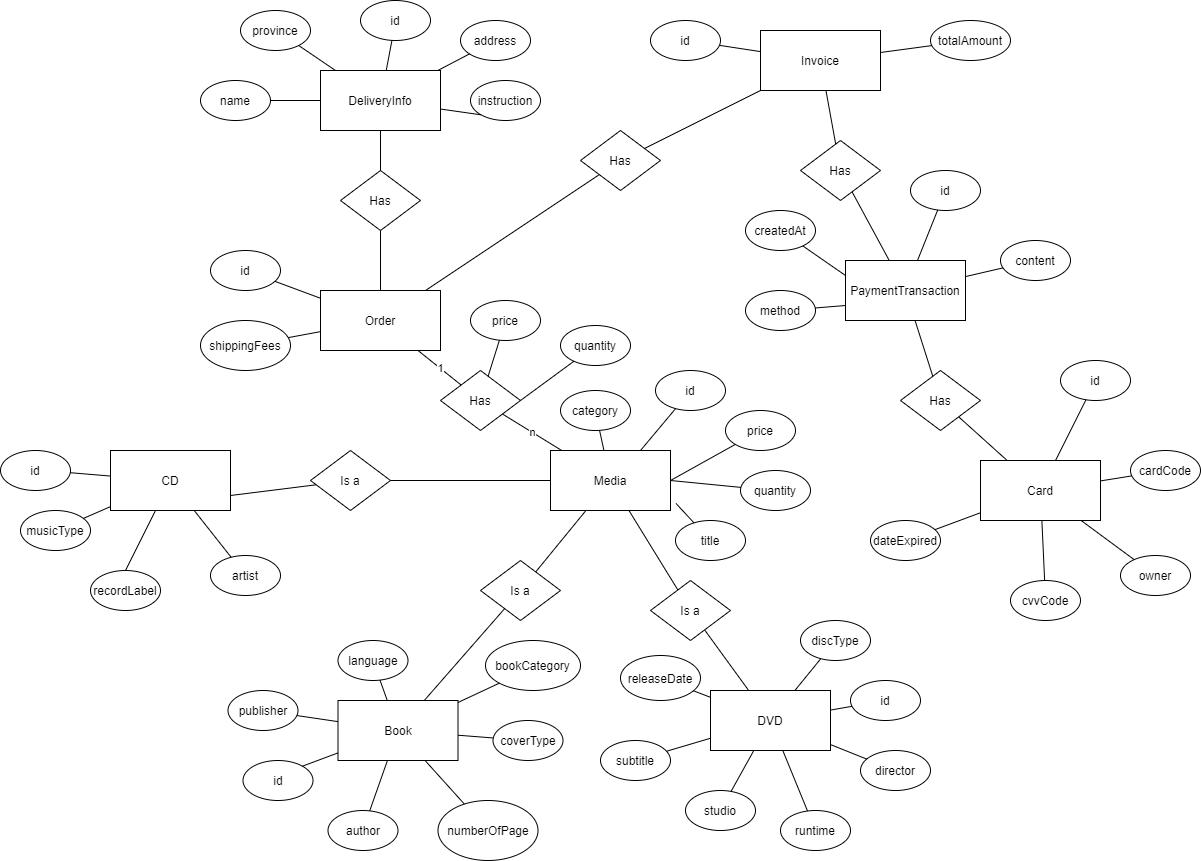 id
province
address
id
totalAmount
Invoice
name
DeliveryInfo
instruction
Has
Has
Has
id
createdAt
content
id
PaymentTransaction
method
Order
price
shippingFees
quantity
1
Has
id
category
id
Has
price
n
id
CD
Is a
Media
quantity
cardCode
Card
musicType
title
dateExpired
artist
recordLabel
owner
cvvCode
Is a
Is a
discType
language
bookCategory
releaseDate
id
publisher
Book
coverType
DVD
subtitle
director
id
studio
author
numberOfPage
runtime